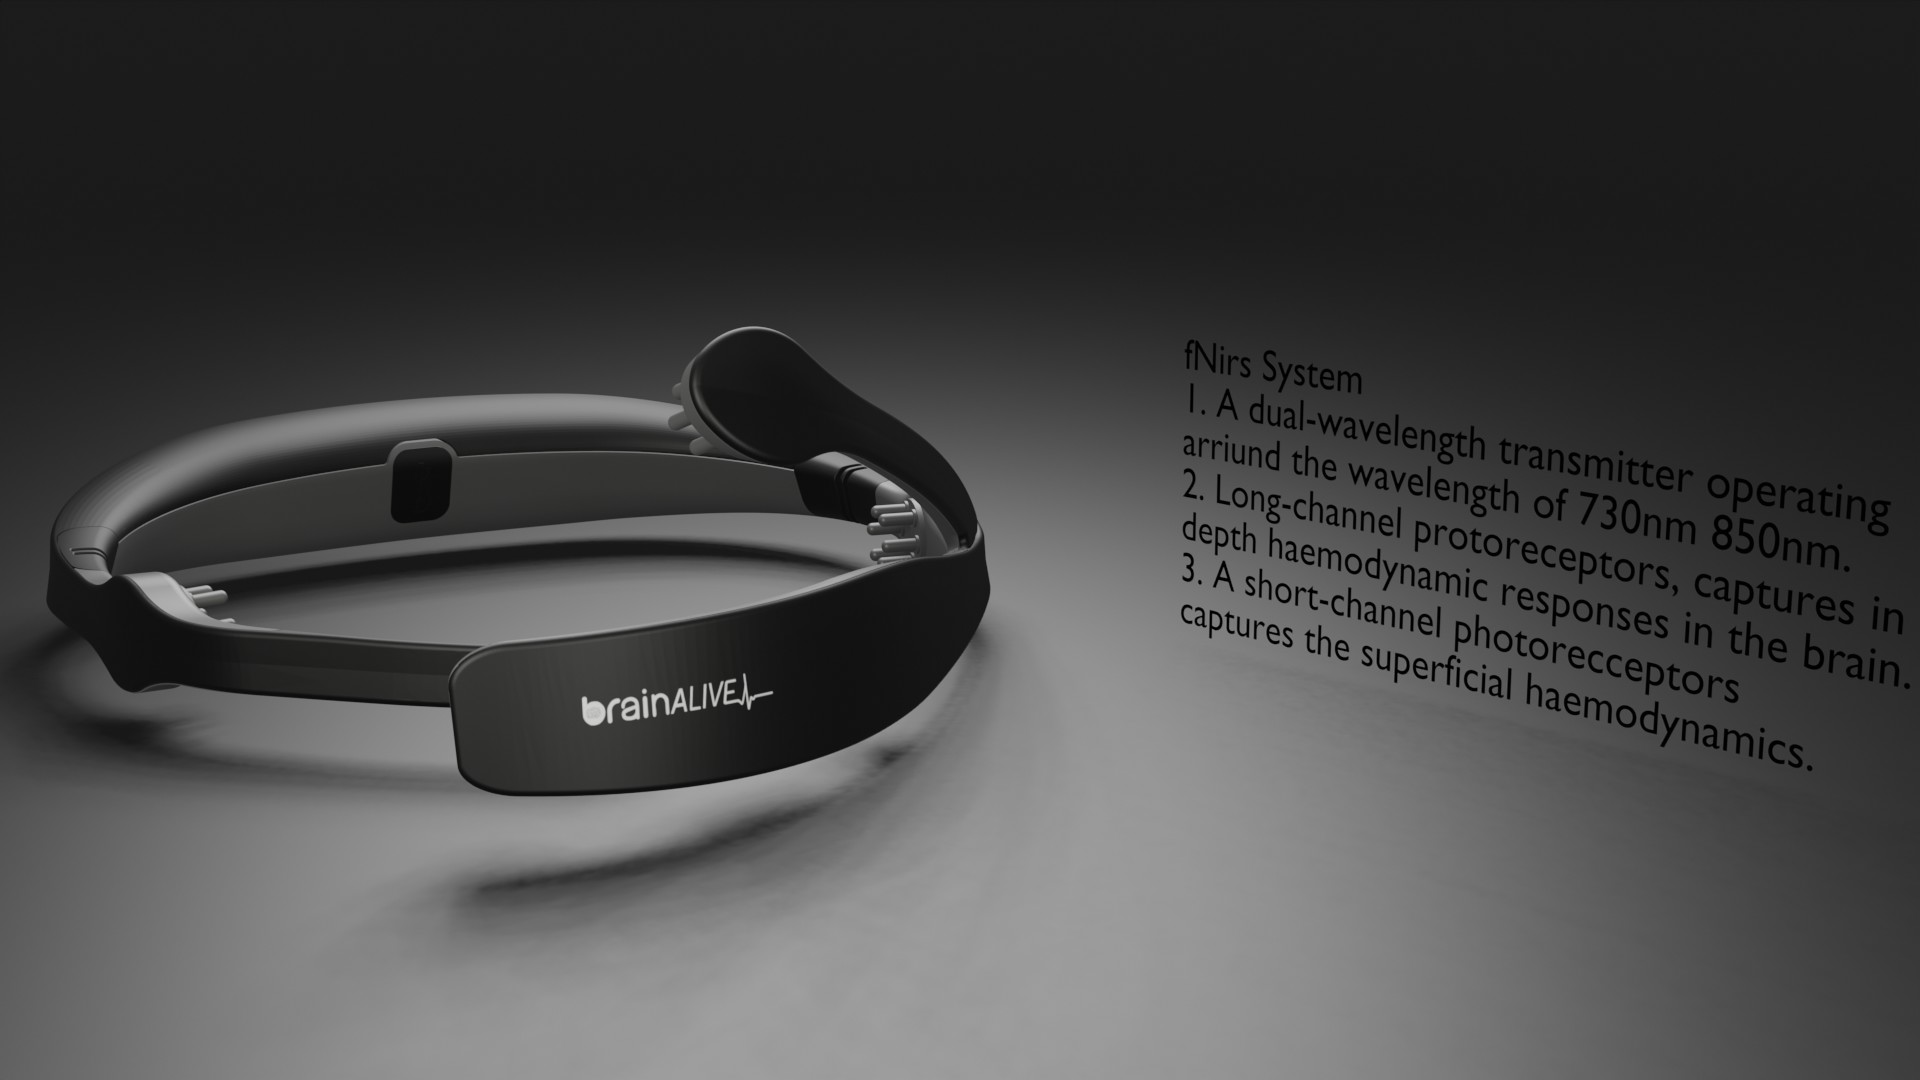 brainALIVE
fNirs System
1. A dual-wavelength transmitter operating
arriund the wavelength of 730nm 850nm.
2. Long-channel protoreceptors, captures in
depth haemodynamic responses in the brain.
3. A short-channel photorecceptors
captures the superficial haemodynamics.